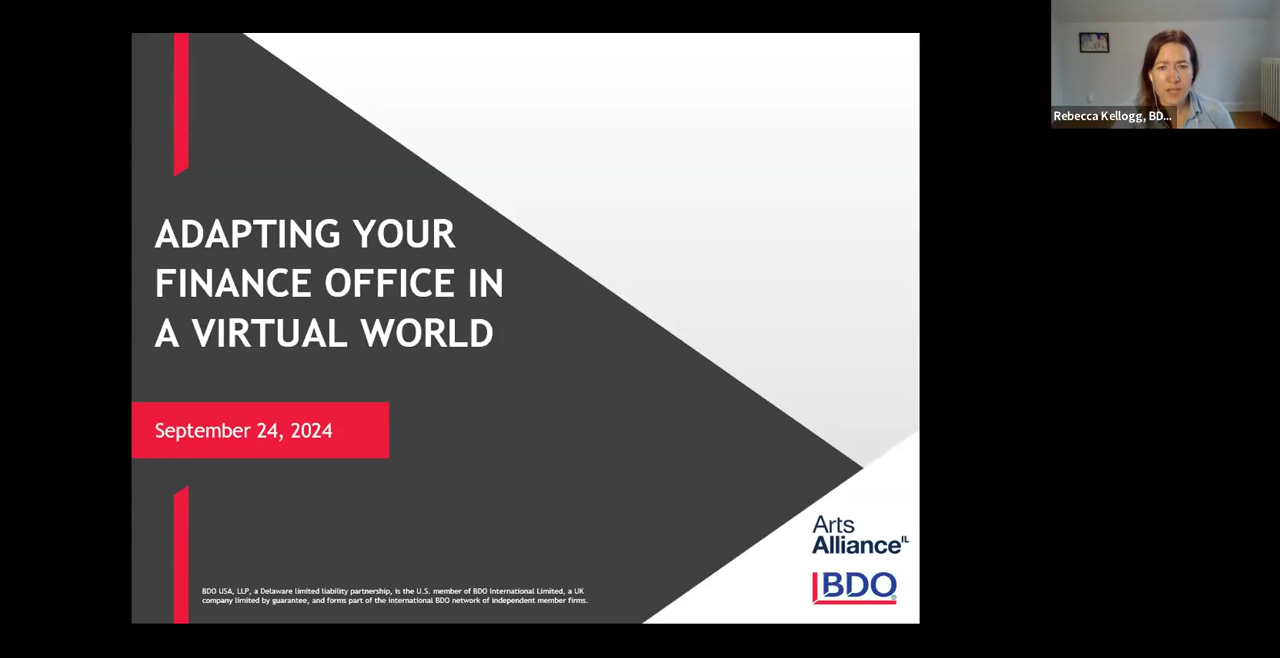 ADAPTING YOUR
FINANCE OFFICE IN
A VIRTUAL WORLD
September 24, 2024
BDO USA, LLP, a Delaware limited liability partnership, is the U.S. member of BDO International Limited, a UK
company limited by guarantee, and forms part of the international BDO network of independent member firms.
Arts
Alliance IL
BDO
Rebecca Kellogg, BD...